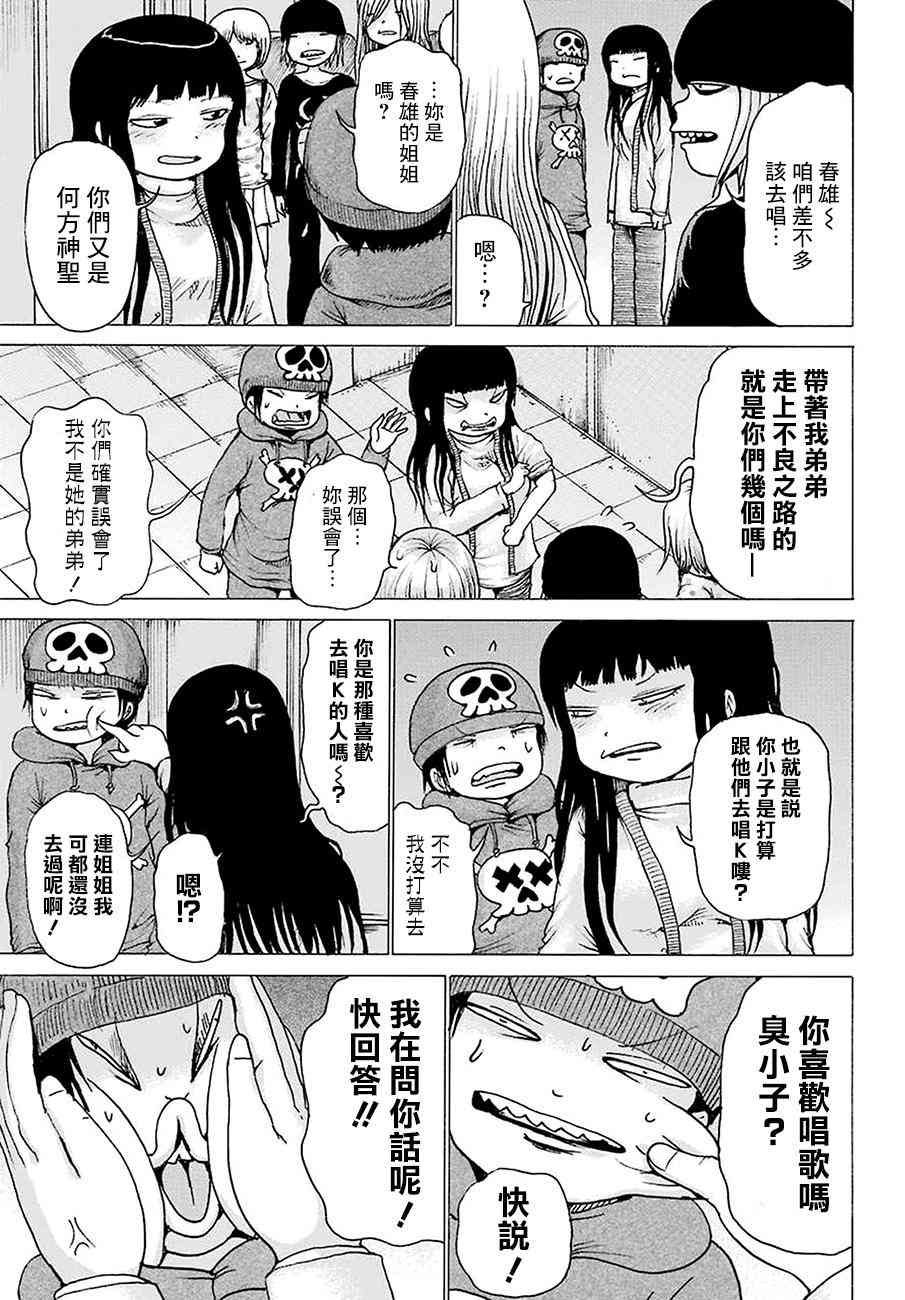 春雄～
咱們差不多
該去唱…
嗯…？
…妳是
春雄的姐姐
嗎？
你們又是
何方神聖
帶著我弟弟
走上不良之路的
就是你們幾個嗎—
那個…
妳誤會了…
你們確實誤會了
我不是她的弟弟！
也就是説
你小子是打算
跟他們去唱K嘍？
不不
我沒打算去
你是那種喜歡
去唱K的人嗎～？
嗯!?
連姐姐我
可都還沒
去過呢啊！
你喜歡唱歌嗎
臭小子？
快説！
我在問你話呢！
快回答!!